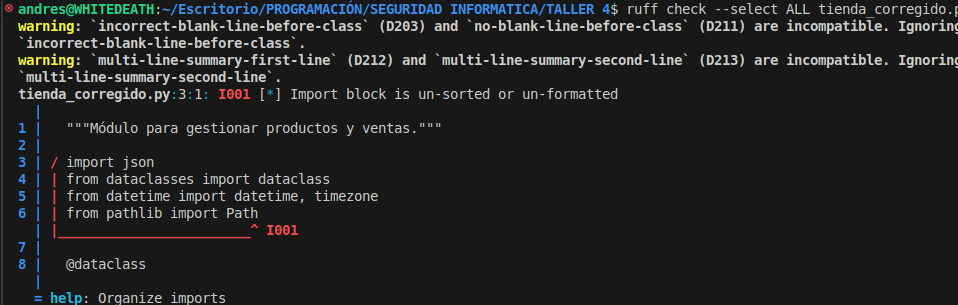 andres@WHITEDEATH:~/Escritorio/PROGRAMACIÓN/SEGURIDAD INFORMATICA/TALLER 4$ ruff check --select ALL tienda_corregido.p
warning: `incorrect-blank-line-before-class` (D203) and `no-blank-line-before-class` (D211) are incompatible. Ignoring
`incorrect-blank-line-before-class`.
warning: `multi-line-summary-first-line` (D212) and `multi-line-summary-second-line` (D213) are incompatible. Ignoring
`multi-line-summary-second-line`.
tienda_corregido.py:3:1: I001 [*] Import block is un-sorted or un-formatted
  |
1 |   """Módulo para gestionar productos y ventas."""
2 |
3 | / import json
4 | | from dataclasses import dataclass
5 | | from datetime import datetime, timezone
6 | | from pathlib import Path
  | |________________________^ I001
7 |
8 |   @dataclass
  |
  = help: Organize imports